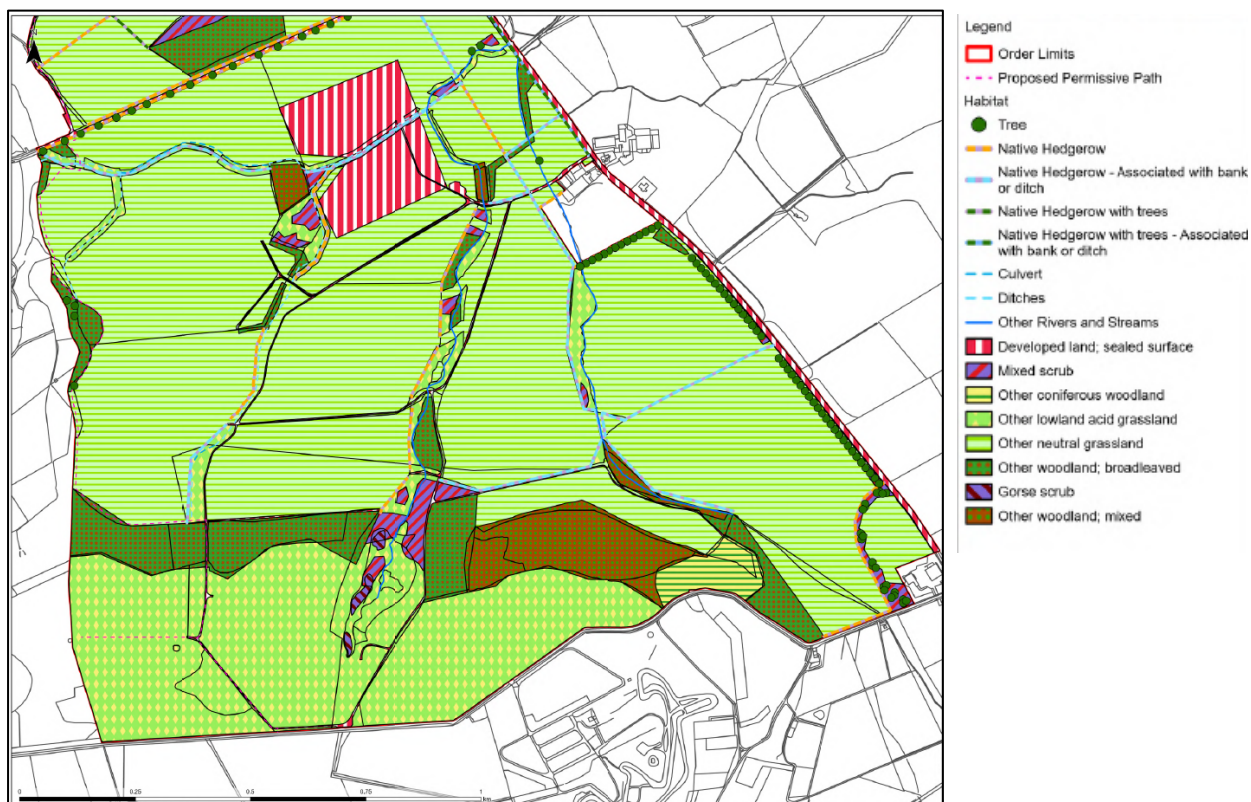 Legend
Order Limits
Proposed Permissive Path
Habitat
Tree
Native Hedgerow
Native Hedgerow - Associated with bank
or ditch
Native Hedgerow with trees
Native Hedgerow with trees - Associated
with bank or ditch
Culvert
Ditches
Other Rivers and Streams
Developed land; sealed surface
Mixed scrub
Other coniferous woodland
Other lowland acid grassland
Other neutral grassland
Other woodland; broadleaved
Gorse scrub
Other woodland; mixed
0 0.25 0.5 0.75 1
km